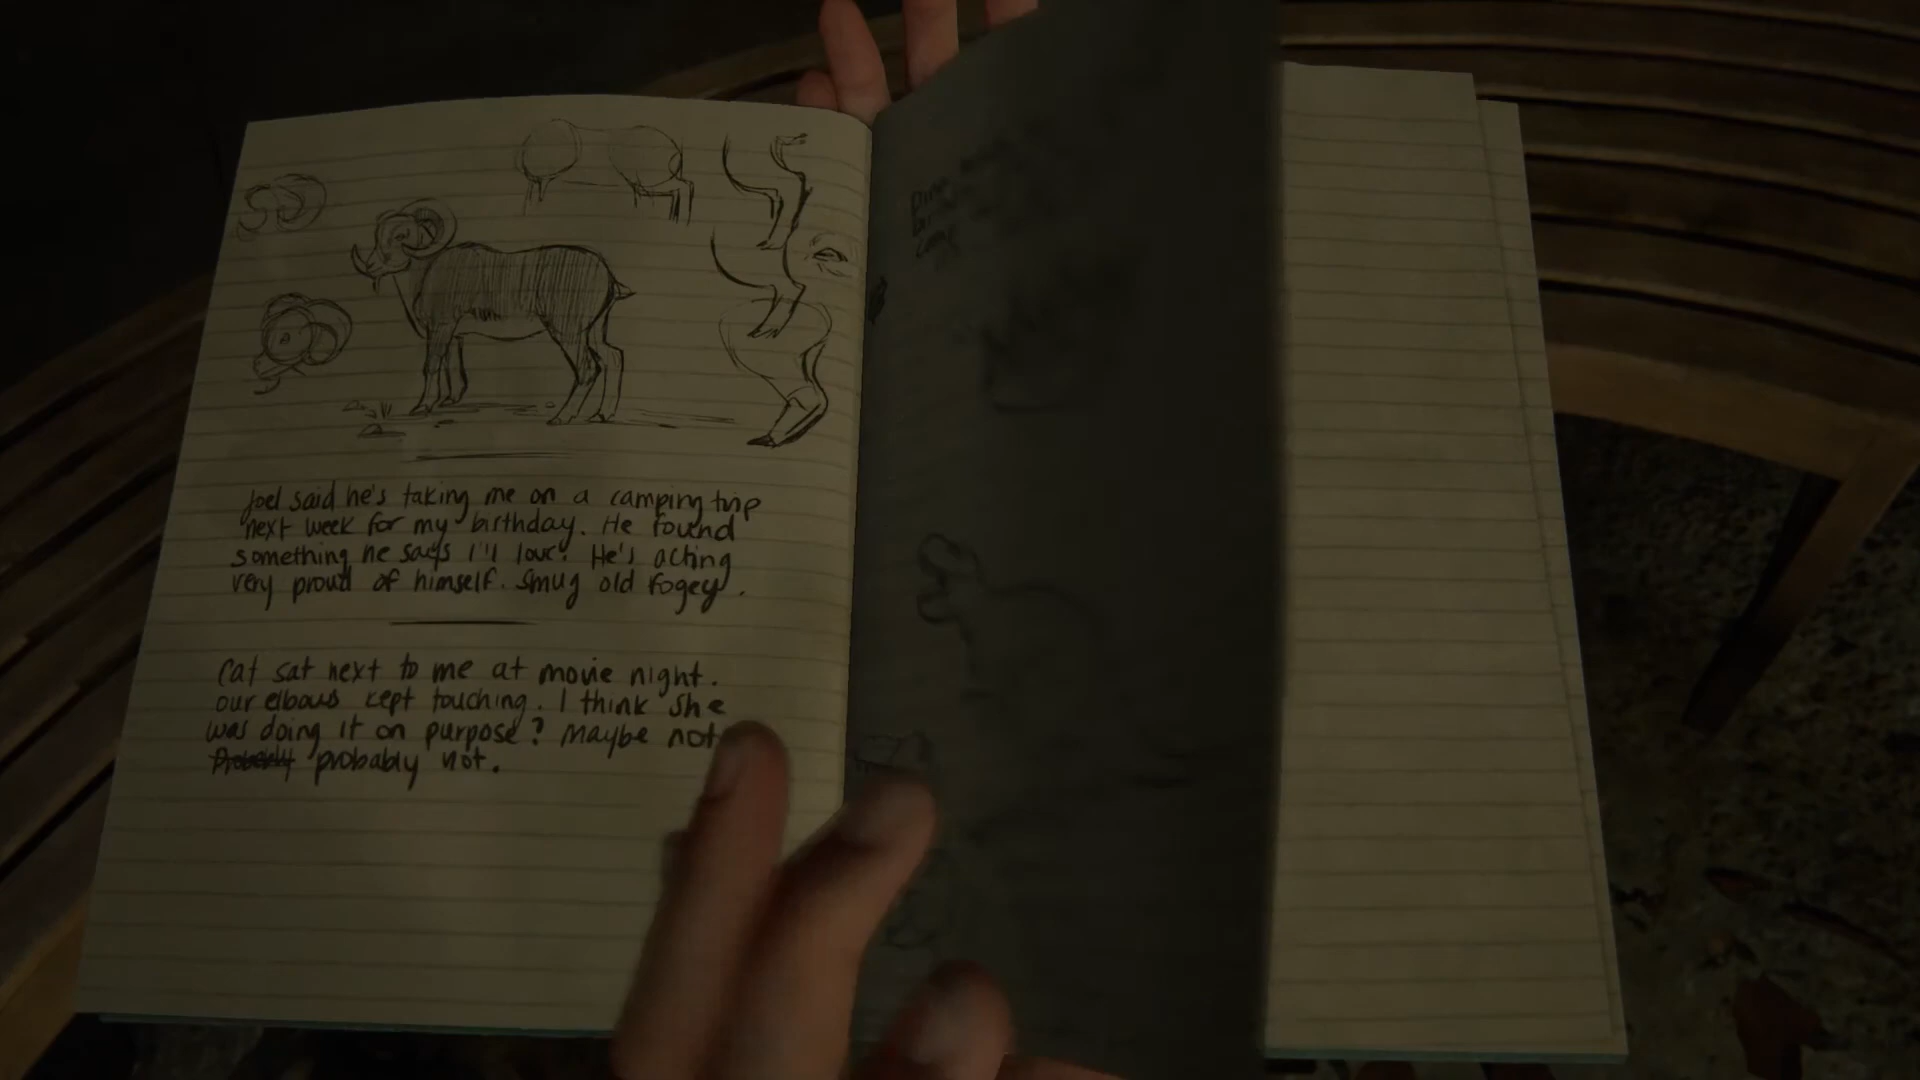 Joel said he's taking me on a camping trip
next week for my birthday. He found
something he says I'll love. He's acting
very proud of himself. Smug old fogey.
Cat sat next to me at movie night.
our elbows kept touching. I think she
was doing it on purpose? Maybe not
probably not.